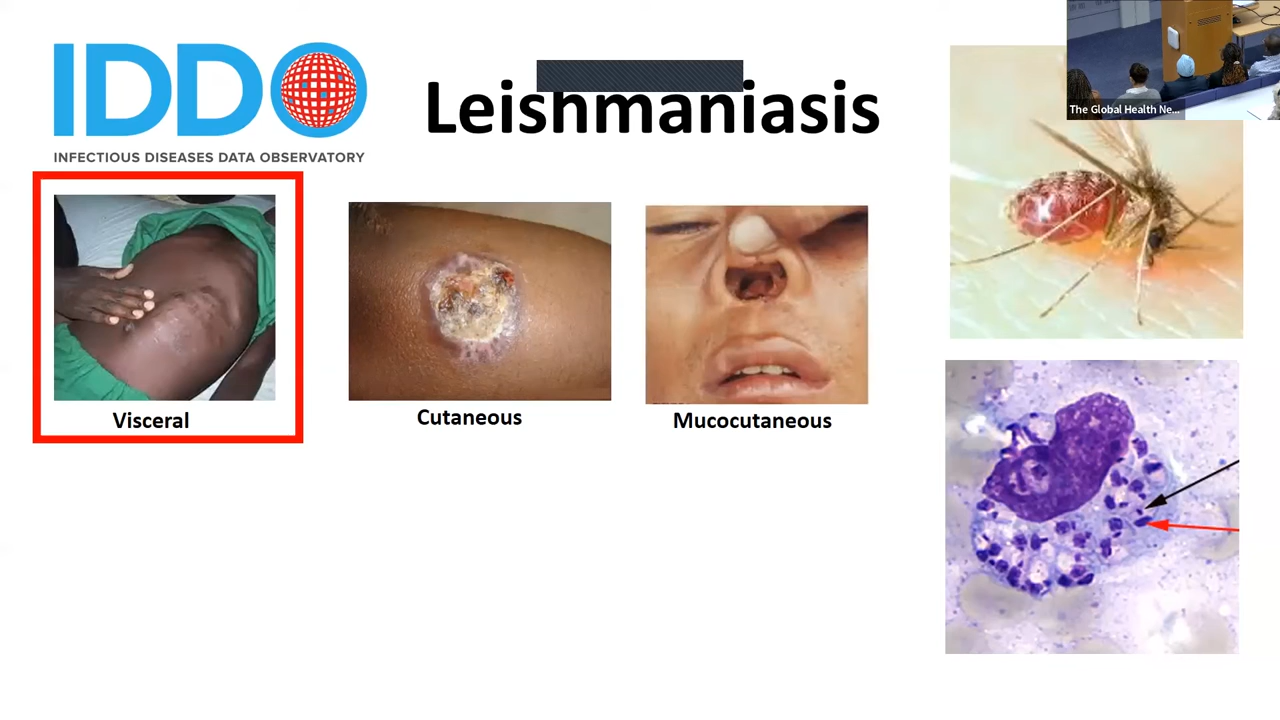 IDDO
INFECTIOUS DISEASES DATA OBSERVATORY
Leishmaniasis
The Global Health Ne...
Visceral
Cutaneous
Mucocutaneous